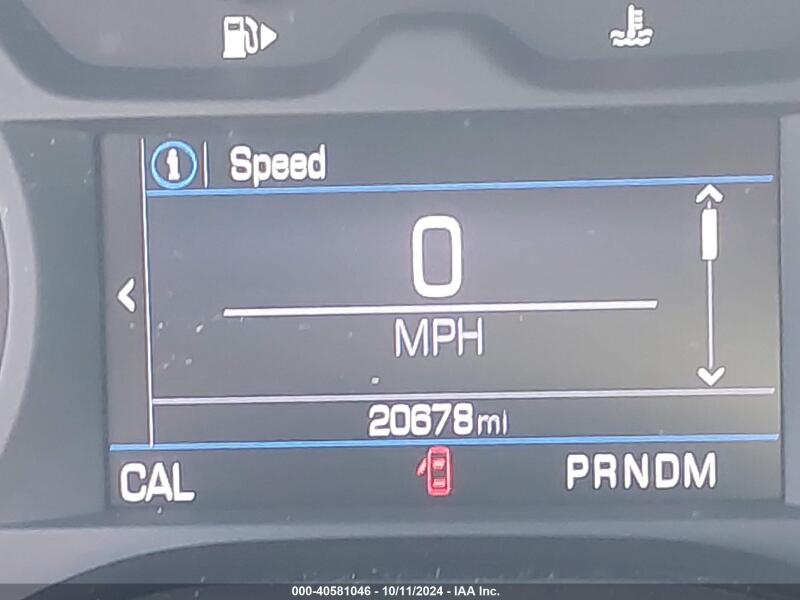 Speed
0
MPH
20678 mi
CAL PRNDM
000-40581046 - 10/11/2024 - IAA Inc.